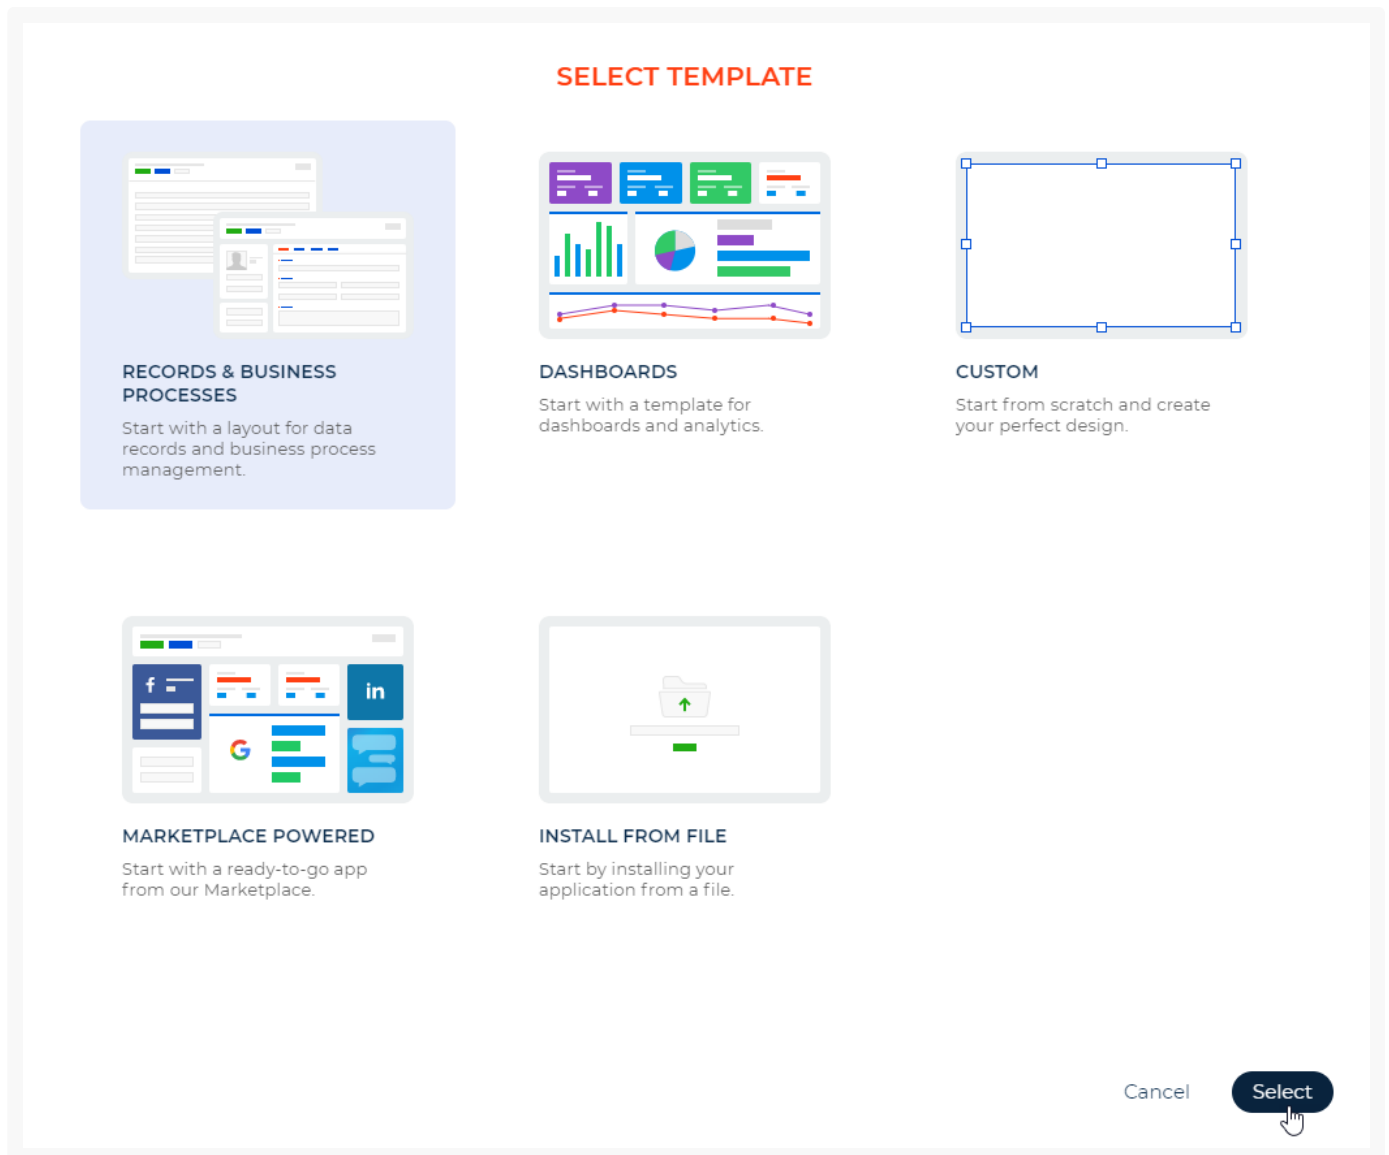 SELECT TEMPLATE
RECORDS & BUSINESS
PROCESSES
Start with a layout for data
records and business process
management.
DASHBOARDS
Start with a template for
dashboards and analytics.
CUSTOM
Start from scratch and create
your perfect design.
f
in
G
MARKETPLACE POWERED
Start with a ready-to-go app
from our Marketplace.
INSTALL FROM FILE
Start by installing your
application from a file.
Cancel
Select